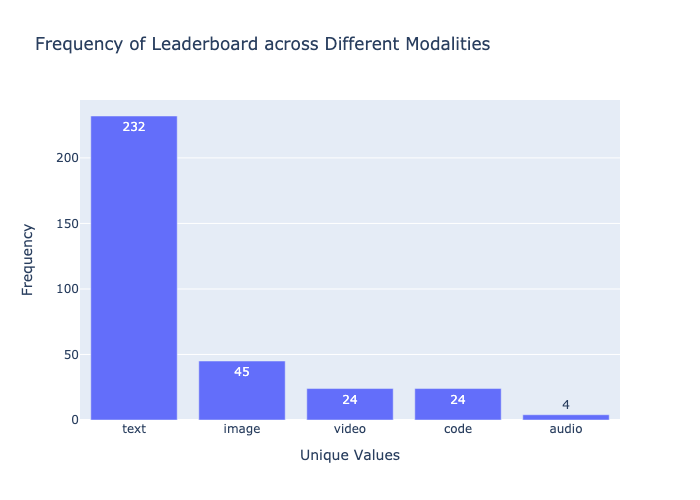 Frequency of Leaderboard across Different Modalities
232
200
150
100
50
0
45
24
24
4
text
image
video
code
audio
Frequency
Unique Values